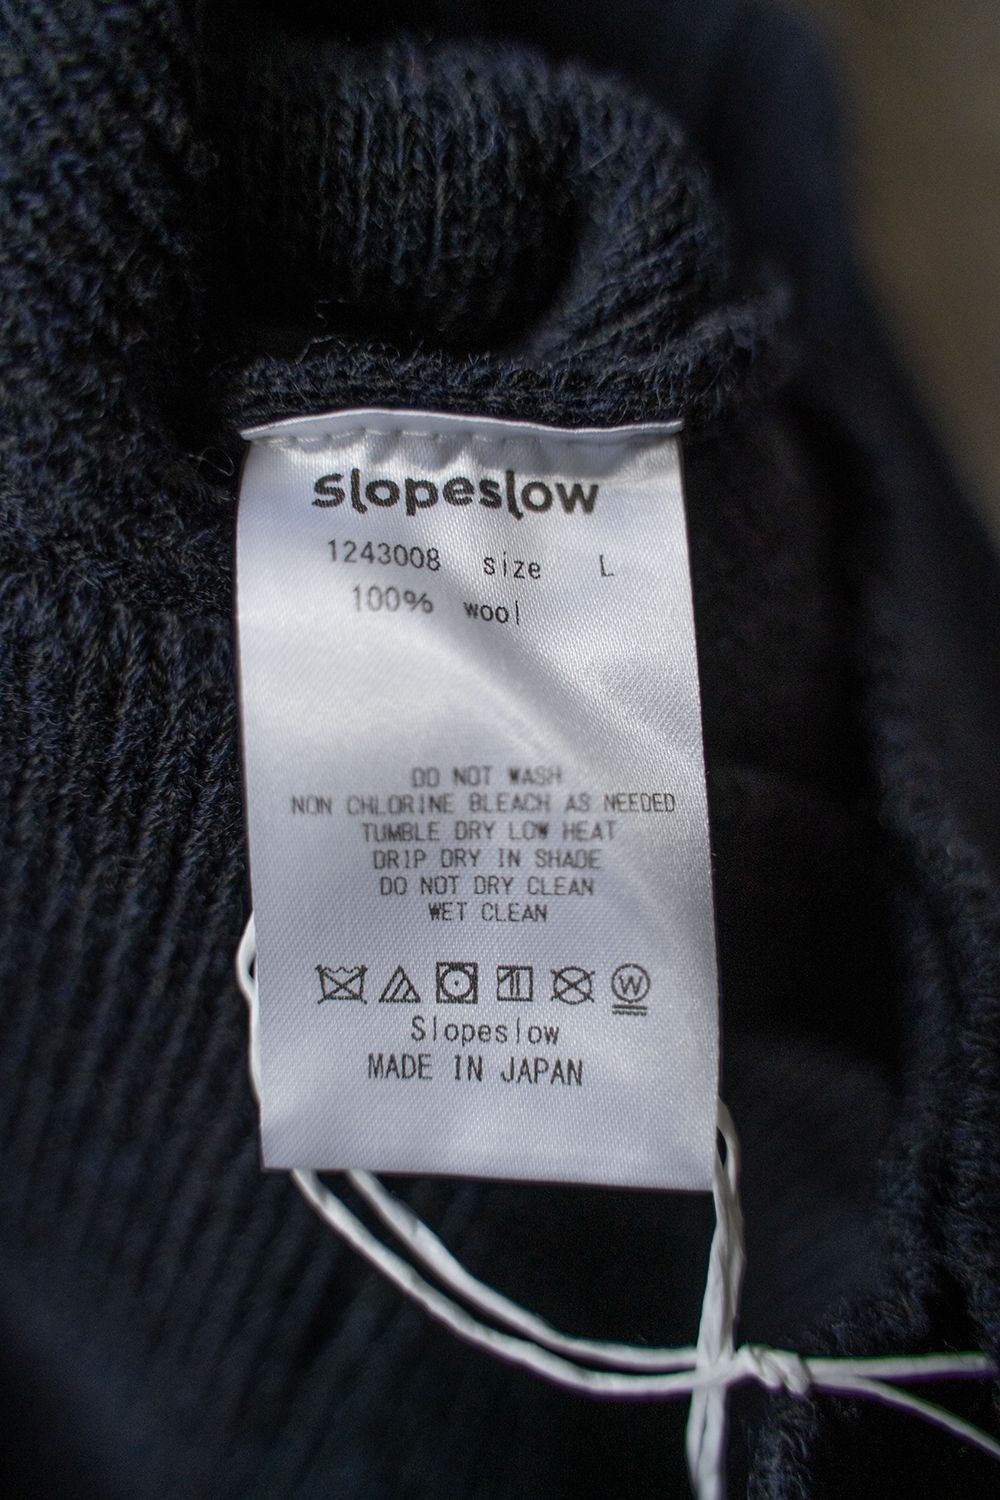 slopeslow
1243008 size L
100% wool
DO NOT WASH
NON CHLORINE BLEACH AS NEEDED
TUMBLE DRY LOW HEAT
DRIP DRY IN SHADE
DO NOT DRY CLEAN
WET CLEAN
W
Slopeslow
MADE IN JAPAN